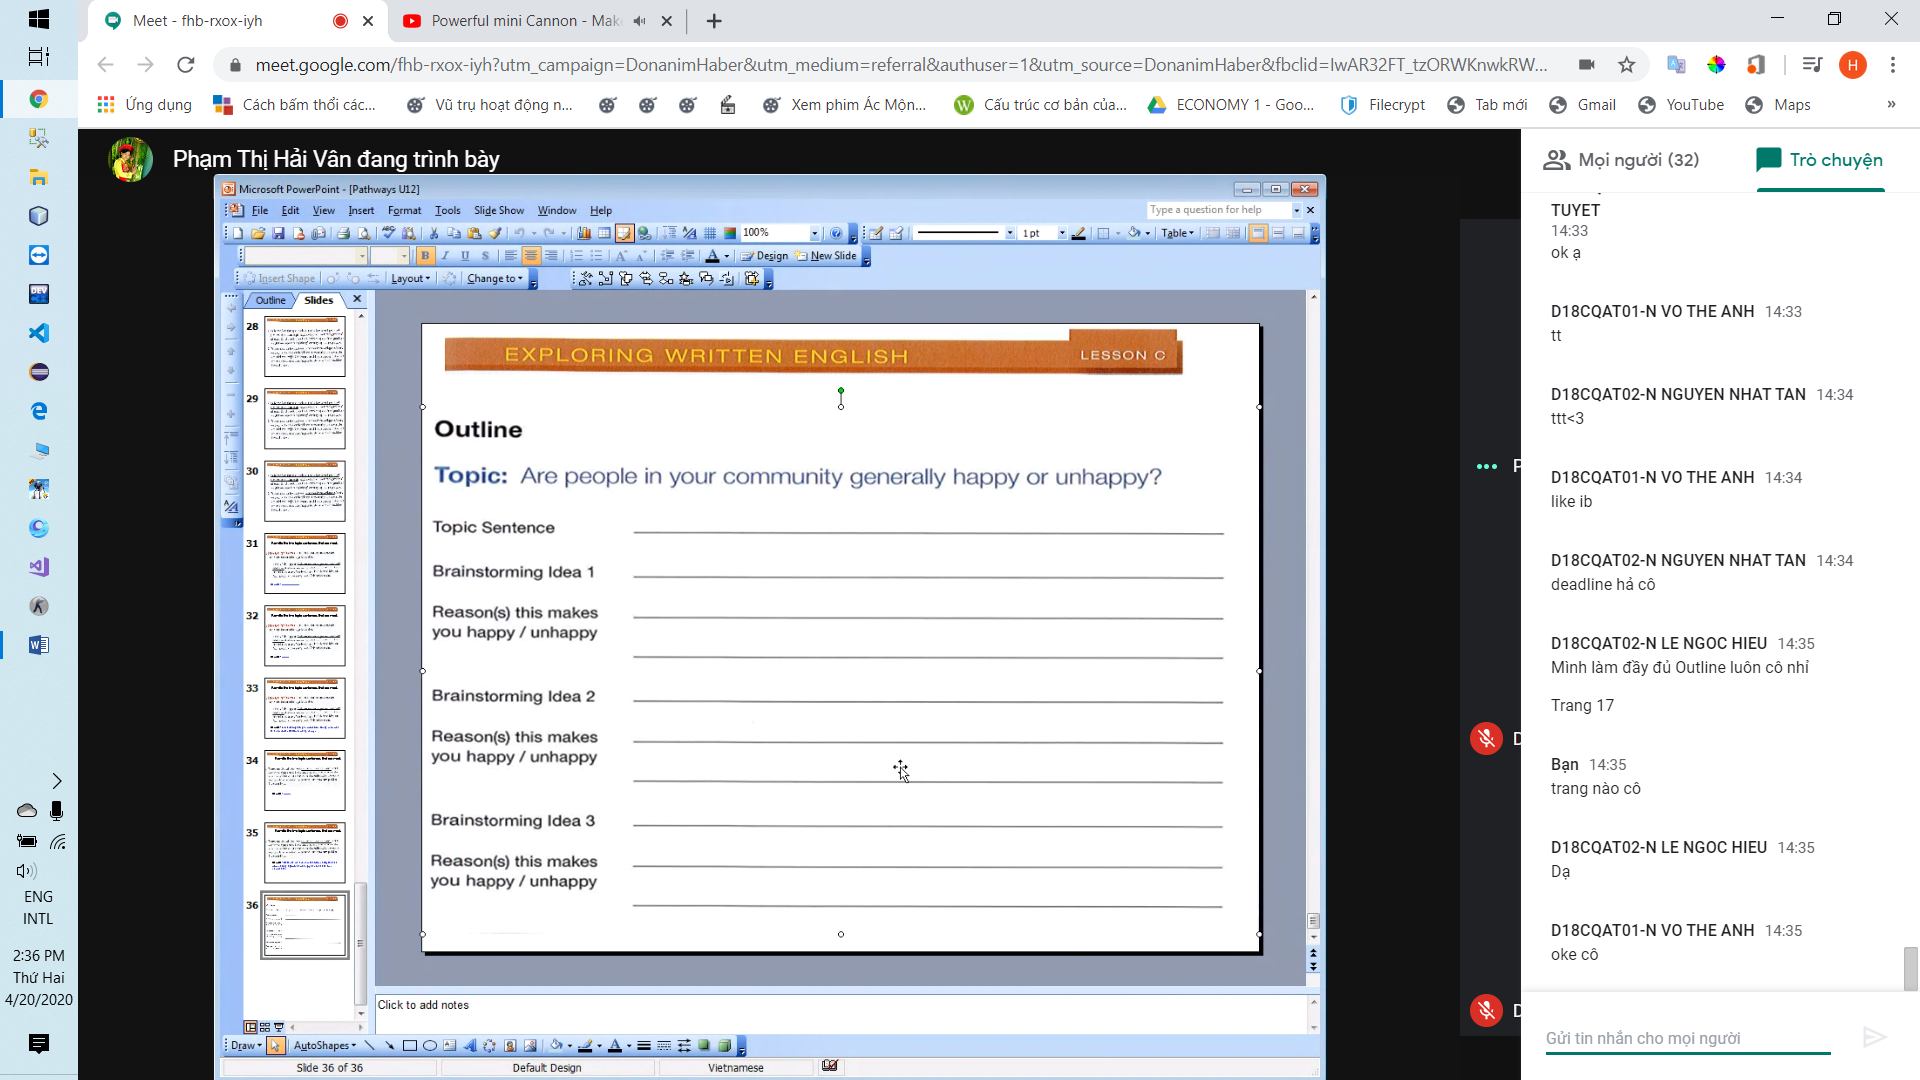 Meet - fhb-rxox-iyh
Powerful mini Cannon - Mak
meet.google.com/fhb-rxox-iyh?utm_campaign=DonanimHaber&utm_medium=referral&authuser=1&utm_source=DonanimHaber&fbclid=IwAR32FT_tzORWKnwkRW...
H
Ứng dụng
Cách bấm thổi các...
Vũ trụ hoạt động n...
Xem phim Ác Mộn...
Cấu trúc cơ bản của...
ECONOMY 1 - Goo...
Filecrypt
Tab mới
Gmail
YouTube
Maps
»
Phạm Thị Hải Vân đang trình bày
Microsoft PowerPoint - [Pathways U12]
File Edit View Insert Format Tools Slide Show Window Help
Type a question for help
100%
1 pt
Table
B I U S
A
Design
New Slide
Insert Shape
Layout
Change to
Outline
Slides
28
29
30
31
32
33
34
35
36
EXPLORING WRITTEN ENGLISH
LESSON C
Outline
Topic: Are people in your community generally happy or unhappy?
Topic Sentence
Brainstorming Idea 1
Reason(s) this makes
you happy / unhappy
Brainstorming Idea 2
Reason(s) this makes
you happy / unhappy
Brainstorming Idea 3
Reason(s) this makes
you happy / unhappy
Click to add notes
Draw
AutoShapes
Slide 36 of 36
Default Design
Vietnamese
Mọi người (32)
Trò chuyện
TUYET
14:33
ok ạ
D18CQAT01-N VO THE ANH 14:33
tt
D18CQAT02-N NGUYEN NHAT TAN 14:34
ttt<3
D18CQAT01-N VO THE ANH 14:34
like ib
D18CQAT02-N NGUYEN NHAT TAN 14:34
deadline hả cô
D18CQAT02-N LE NGOC HIEU 14:35
Mình làm đầy đủ Outline luôn cô nhỉ
Trang 17
Bạn 14:35
trang nào cô
D18CQAT02-N LE NGOC HIEU 14:35
Dạ
D18CQAT01-N VO THE ANH 14:35
oke cô
Gửi tin nhắn cho mọi người
DEV
ENG
INTL
2:36 PM
Thứ Hai
4/20/2020